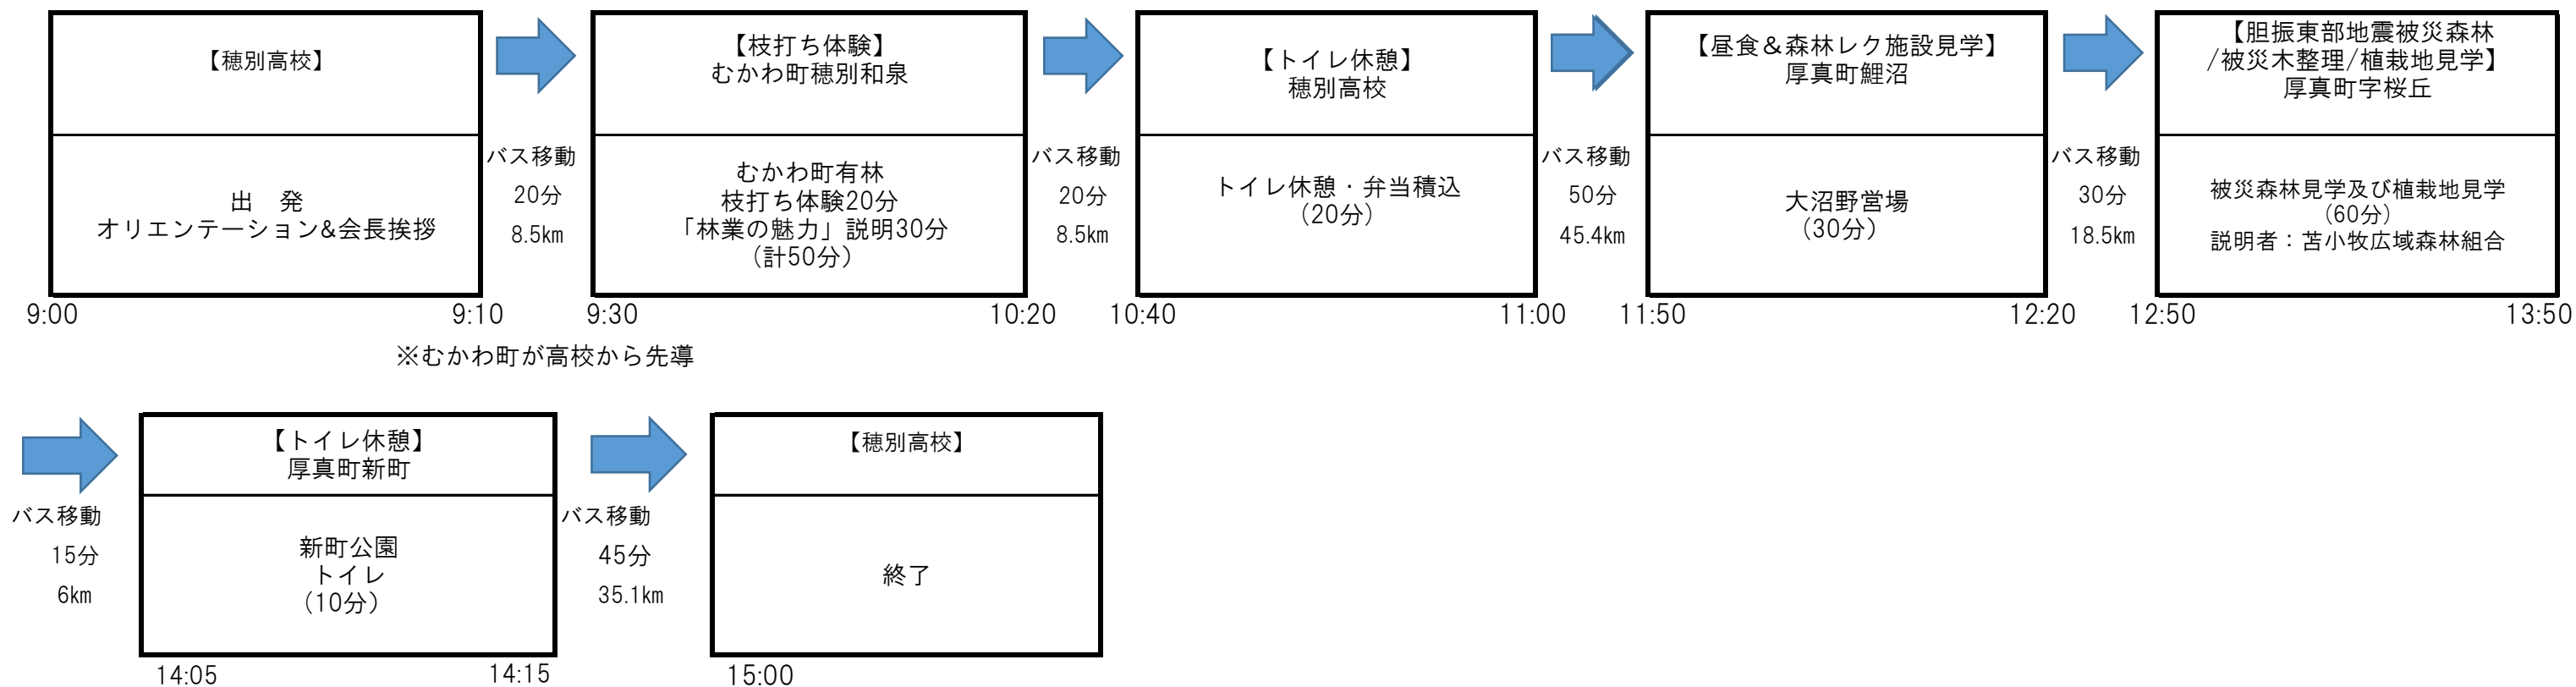 【穂別高校】
出　発
オリエンテーション&会長挨拶
9:00
9:10
バス移動
20分
8.5km
【枝打ち体験】
むかわ町穂別和泉
むかわ町有林
枝打ち体験20分
「林業の魅力」説明30分
（計50分）
9:30
10:20
※むかわ町が高校から先導
バス移動
20分
8.5km
【トイレ休憩】
穂別高校
トイレ休憩・弁当積込
（20分）
10:40
11:00
バス移動
50分
45.4km
【昼食＆森林レク施設見学】
厚真町鯉沼
大沼野営場
（30分）
11:50
12:20
バス移動
30分
18.5km
【胆振東部地震被災森林
/被災木整理/植栽地見学】
厚真町字桜丘
被災森林見学及び植栽地見学
（60分）
説明者：苫小牧広域森林組合
12:50
13:50
バス移動
15分
6km
【トイレ休憩】
厚真町新町
新町公園
トイレ
（10分）
14:05
14:15
バス移動
45分
35.1km
【穂別高校】
終了
15:00